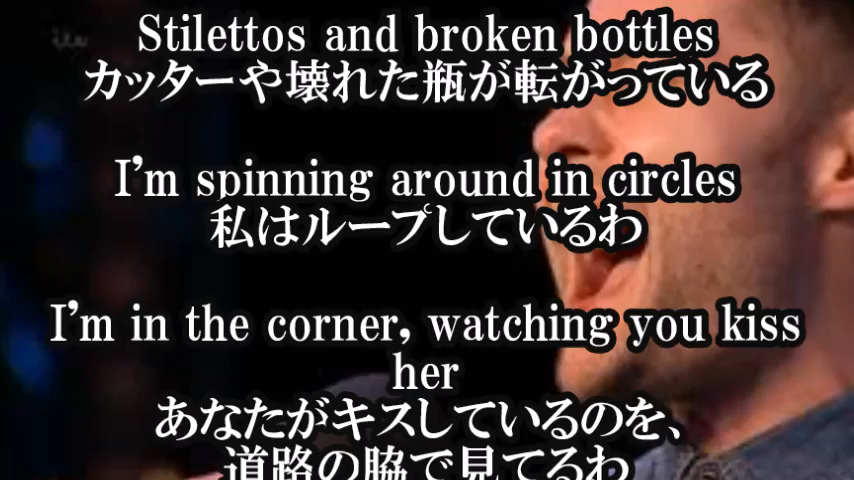 itv
Stilettos and broken bottles
カッターや壊れた瓶が転がっている
I'm spinning around in circles
私はループしているわ
I'm in the corner, watching you kiss
her
あなたがキスしているのを、
道路の脇で見てるわ